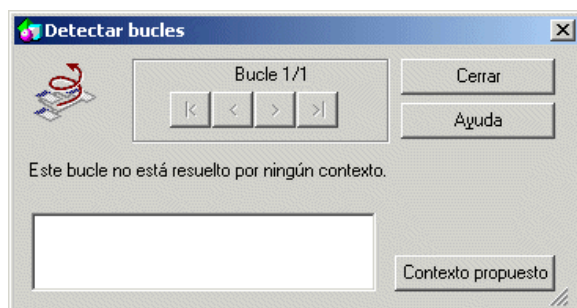 Detectar bucles
Bucle 1/1
Cerrar
Ayuda
Este bucle no está resuelto por ningún contexto.
Contexto propuesto